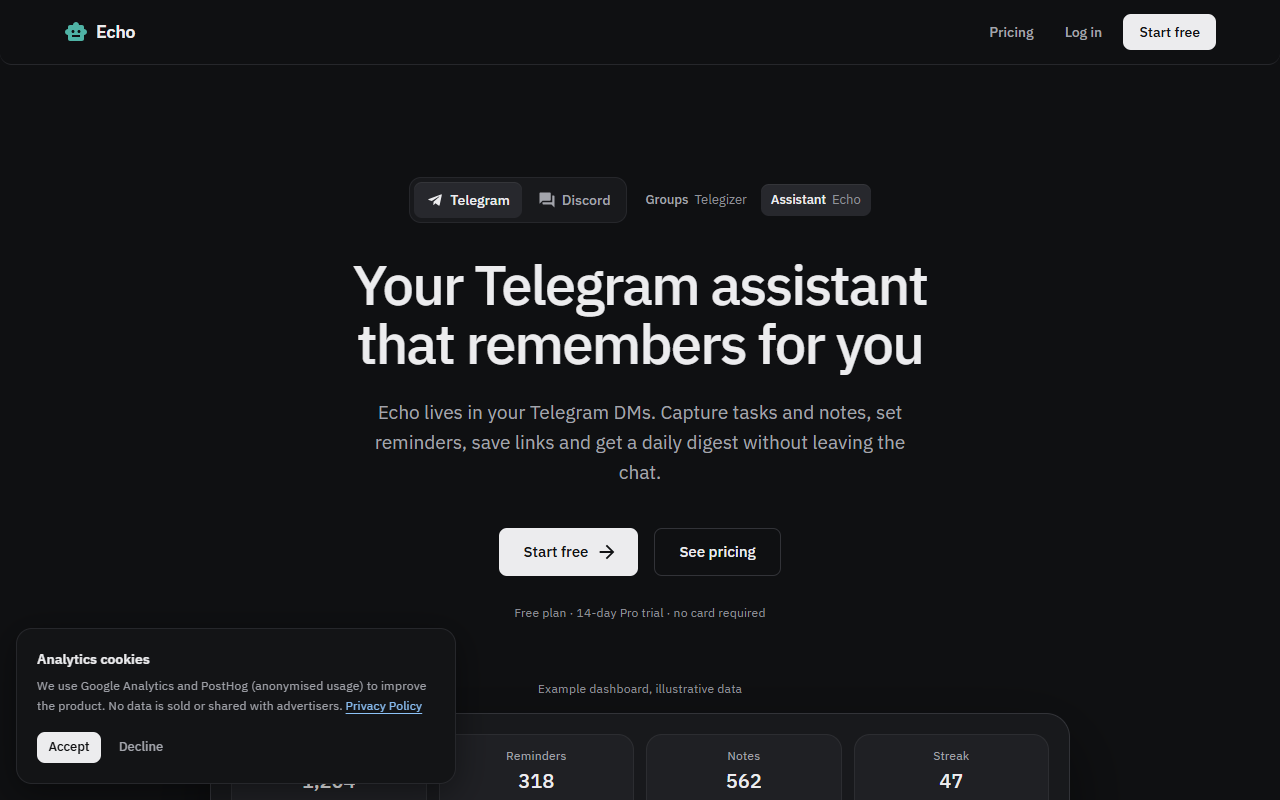 Echo
Pricing
Log in
Start free
Telegram
Discord
Groups Telegizer
Assistant Echo
Your Telegram assistant
that remembers for you
Echo lives in your Telegram DMs. Capture tasks and notes, set
reminders, save links and get a daily digest without leaving the
chat.
Start free
See pricing
Free plan · 14-day Pro trial · no card required
Example dashboard, illustrative data
Analytics cookies
We use Google Analytics and PostHog (anonymised usage) to improve
the product. No data is sold or shared with advertisers. Privacy Policy
Accept
Decline
Reminders
318
Notes
562
Streak
47